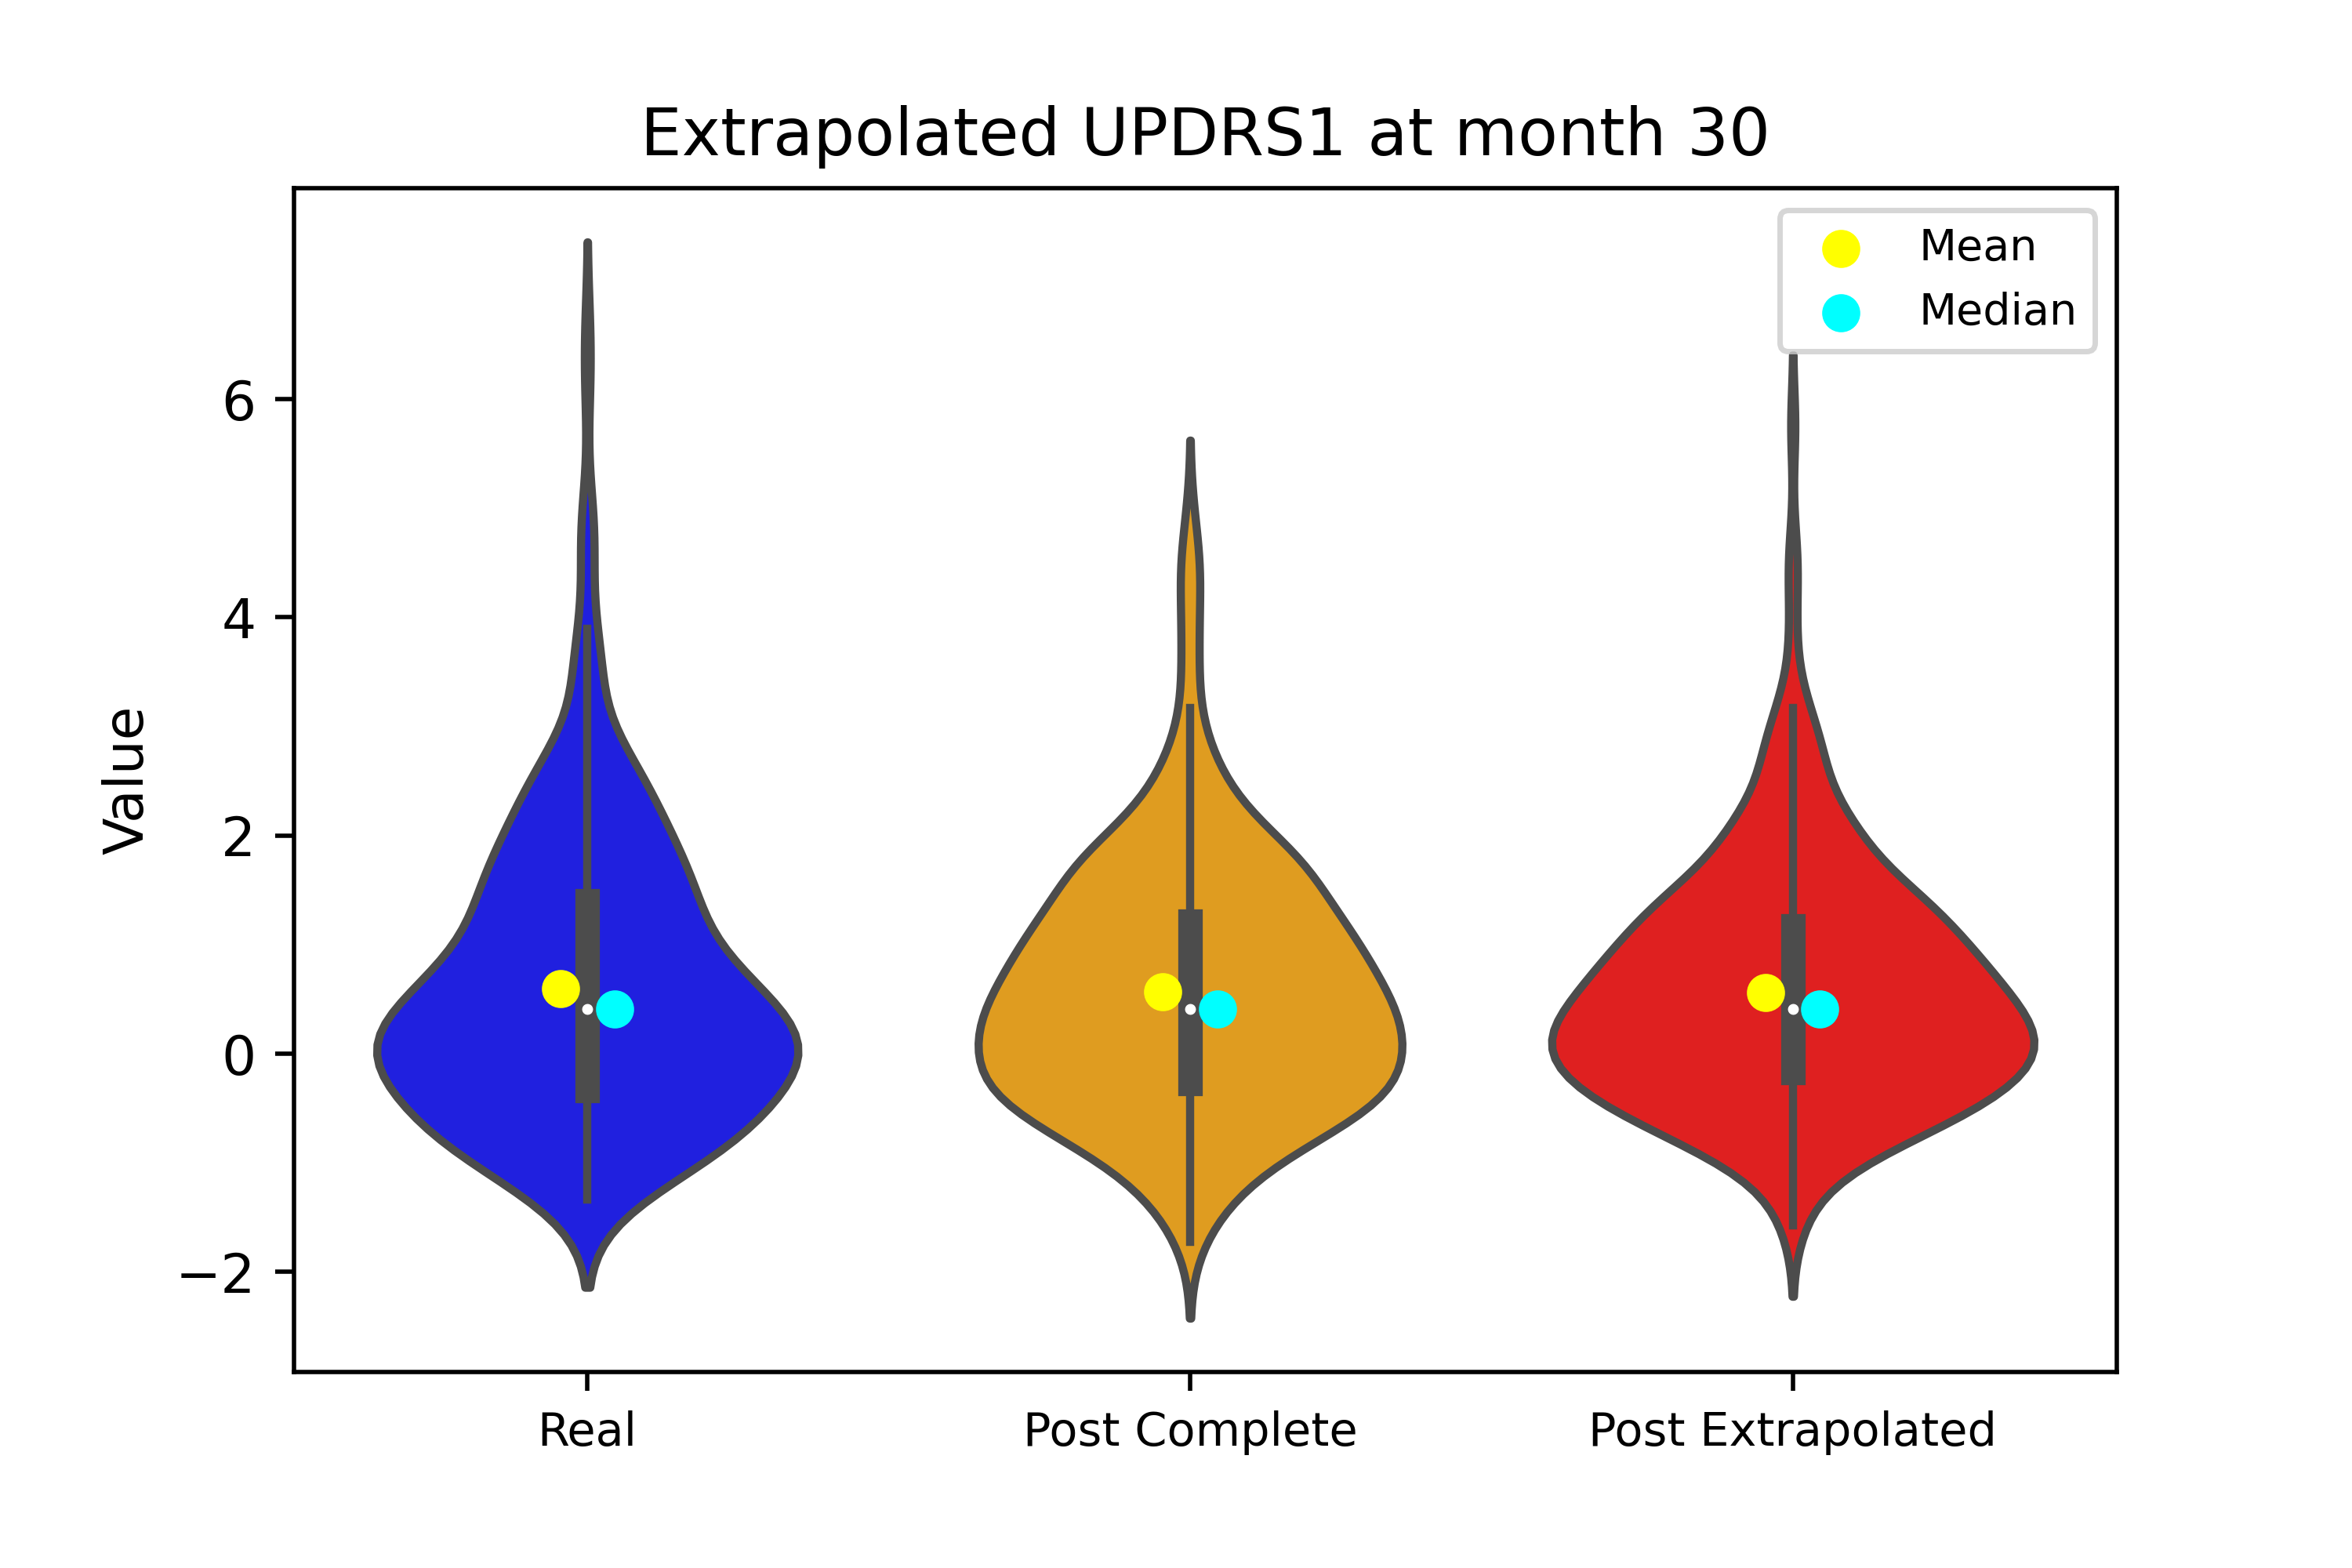 Extrapolated UPDRS1 at month 30
Mean
Median
6
4
2
0
−2
Value
Real
Post Complete
Post Extrapolated